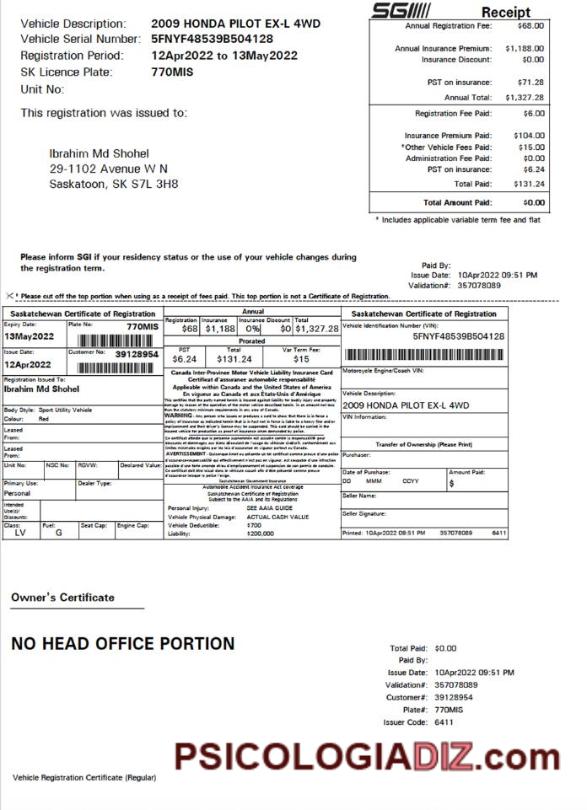 Vehicle Description: 2009 HONDA PILOT EX-L 4WD
Vehicle Serial Number: 5FNYF48539B504128
Registration Period: 12Apr2022 to 13May2022
SK Licence Plate: 770MIS
Unit No:
This registration was issued to:
Ibrahim Md Shohel
29-1102 Avenue W N
Saskatoon, SK S7L 3H8
SGI Receipt
Annual Registration Fee: $68.00
Annual Insurance Premium: $1,188.00
Insurance Discount: $0.00
PST on insurance: $71.28
Annual Total: $1,327.28
Registration Fee Paid: $6.00
Insurance Premium Paid: $104.00
*Other Vehicle Fees Paid: $15.00
Administration Fee Paid: $0.00
PST on insurance: $6.24
Total Paid: $131.24
Total Amount Paid: $0.00
* Includes applicable variable term fee and flat
Please inform SGI if your residency status or the use of your vehicle changes during
the registration term.
Paid By:
Issue Date: 10Apr2022 09:51 PM
Validation#: 357078089
* Please cut off the top portion when using as a receipt of fees paid. This top portion is not a Certificate of Registration.
Saskatchewan Certificate of Registration
Expiry Date: Plate No: 770MIS
13May2022
Issue Date: Customer No: 39128954
12Apr2022
Registration Issued To:
Ibrahim Md Shohel
Body Style: Sport Utility Vehicle
Colour: Red
Leased
From:
Leased
From:
Unit No: NSC No: RGVW: Declared Value:
Primary Use: Dealer Type:
Personal
Intended
Use(s)/
Discounts:
Class: Fuel: Seat Cap: Engine Cap:
LV G
Annual
Registration Insurance Insurance Discount Total
$68 $1,188 0% $0 $1,327.28
Prorated
PST Total Var Term Fee
$6.24 $131.24 $15
Canada Inter-Province Motor Vehicle Liability Insurance Card
Certificat d'assurance automobile responsabilité
Applicable within Canada and the United States of America
En vigueur au Canada et aux États-Unis d'Amérique
Saskatchewan Government Insurance
Automobile Accident Insurance Act coverage
Saskatchewan Certificate of Registration
Subject to the AAIA and its Regulations
Personal Injury: SEE AAIA GUIDE
Vehicle Physical Damage: ACTUAL CASH VALUE
Vehicle Deductible: $700
Liability: $200,000
Saskatchewan Certificate of Registration
Vehicle Identification Number (VIN):
5FNYF48539B504128
Motorcycle Engine/Coach VIN:
Vehicle Description:
2009 HONDA PILOT EX-L 4WD
VIN Information:
Transfer of Ownership (Please Print)
Purchaser:
Date of Purchase: Amount Paid:
DD MMM CCYY $
Seller Name:
Seller Signature:
Printed: 10Apr2022 09:51 PM 357078089 6411
Owner's Certificate
NO HEAD OFFICE PORTION
Total Paid: $0.00
Paid By:
Issue Date: 10Apr2022 09:51 PM
Validation#: 357078089
Customer#: 39128954
Plate#: 770MIS
Issuer Code: 6411
PSICOLOGIADIZ.com
Vehicle Registration Certificate (Regular)